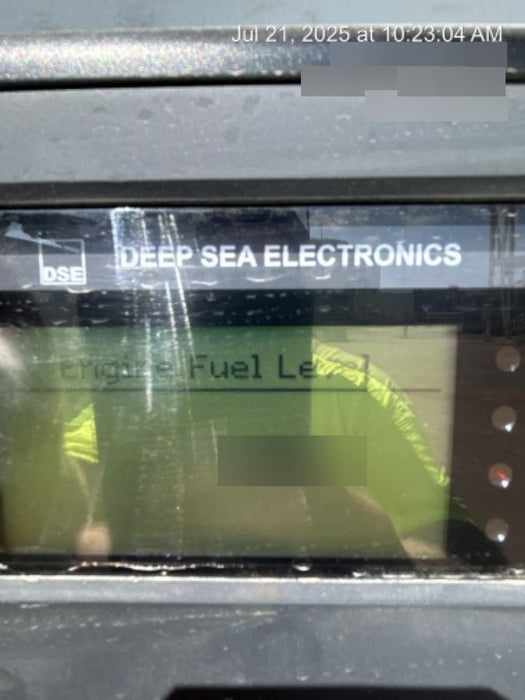 Jul 21, 2025 at 10:23:04 AM
DSE
DEEP SEA ELECTRONICS
Engine Fuel Level